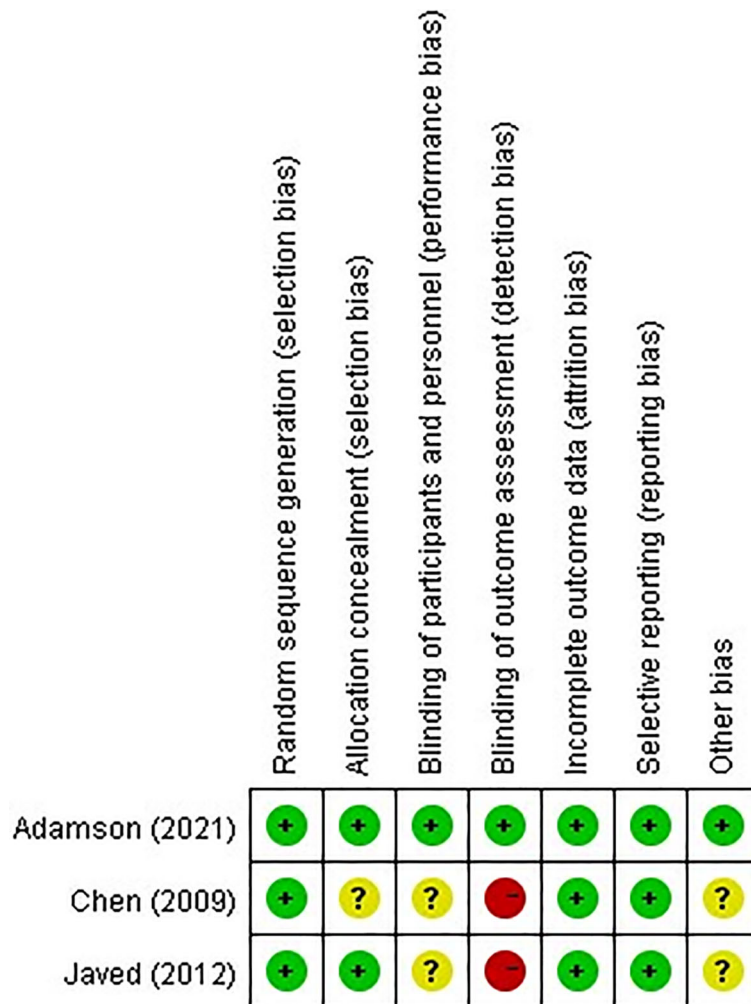 Random sequence generation (selection bias)
Allocation concealment (selection bias)
Blinding of participants and personnel (performance bias)
Blinding of outcome assessment (detection bias)
Incomplete outcome data (attrition bias)
Selective reporting (reporting bias)
Other bias
Adamson (2021) + + + + + + +
Chen (2009) + ? ? - + + ?
Javed (2012) + + ? - + + ?